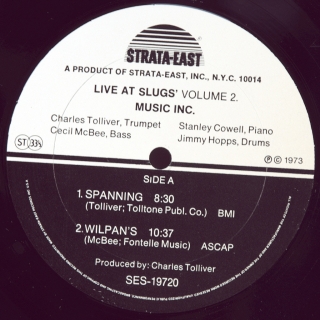 STRATA-EAST
A PRODUCT OF STRATA-EAST, INC., N.Y.C. 10014
LIVE AT SLUGS' VOLUME 2.
MUSIC INC.
Charles Tolliver, Trumpet Stanley Cowell, Piano
Cecil McBee, Bass Jimmy Hopps, Drums
ST 33⅓
Ⓟ © 1973
SIDE A
1. SPANNING 8:30
(Tolliver; Tolltone Publ. Co.) BMI
2. WILPAN'S 10:37
(McBee; Fontelle Music) ASCAP
Produced by: Charles Tolliver
SES-19720